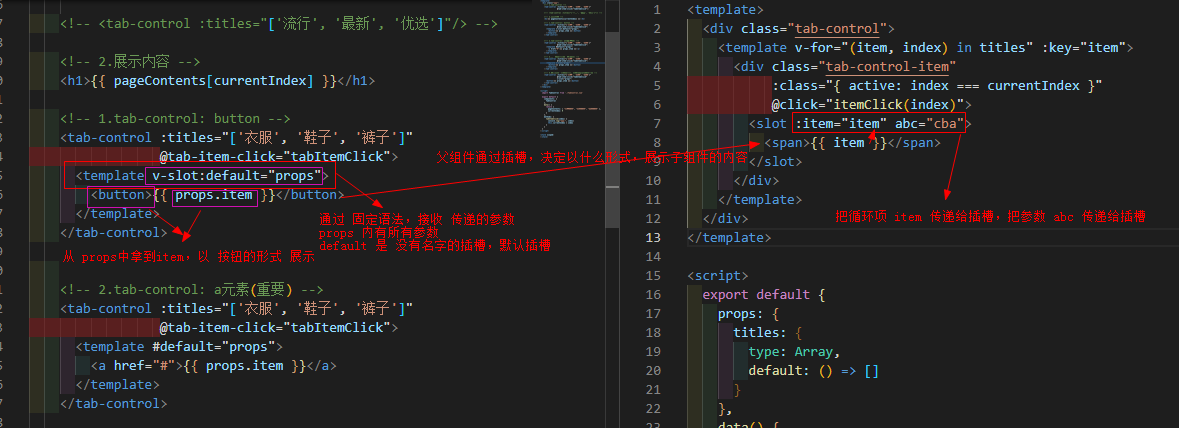 <!-- <tab-control :titles="['流行', '最新', '优选']"/> -->
<!-- 2.展示内容 -->
<h1>{{ pageContents[currentIndex] }}</h1>
<!-- 1.tab-control: button -->
<tab-control :titles="['衣服', '鞋子', '裤子']"
@tab-item-click="tabItemClick">
<template v-slot:default="props">
<button>{{ props.item }}</button>
</template>
</tab-control>
通过 固定语法，接收 传递的参数
props 内有所有参数
default 是 没有名字的插槽，默认插槽
从 props中拿到item，以 按钮的形式 展示
<!-- 2.tab-control: a元素(重要) -->
<tab-control :titles="['衣服', '鞋子', '裤子']"
@tab-item-click="tabItemClick">
<template #default="props">
<a href="#">{{ props.item }}</a>
</template>
</tab-control>
父组件通过插槽，决定以什么形式，展示子组件的内容
1 <template>
2 <div class="tab-control">
3 <template v-for="(item, index) in titles" :key="item">
4 <div class="tab-control-item"
5 :class="{ active: index === currentIndex }"
6 @click="itemClick(index)">
7 <slot :item="item" abc="cba">
8 <span>{{ item }}</span>
9 </slot>
10 </div>
11 </template>
12 </div>
13 </template>
把循环项 item 传递给插槽，把参数 abc 传递给插槽
14
15 <script>
16 export default {
17 props: {
18 titles: {
19 type: Array,
20 default: () => []
21 }
22 },
23 data() {